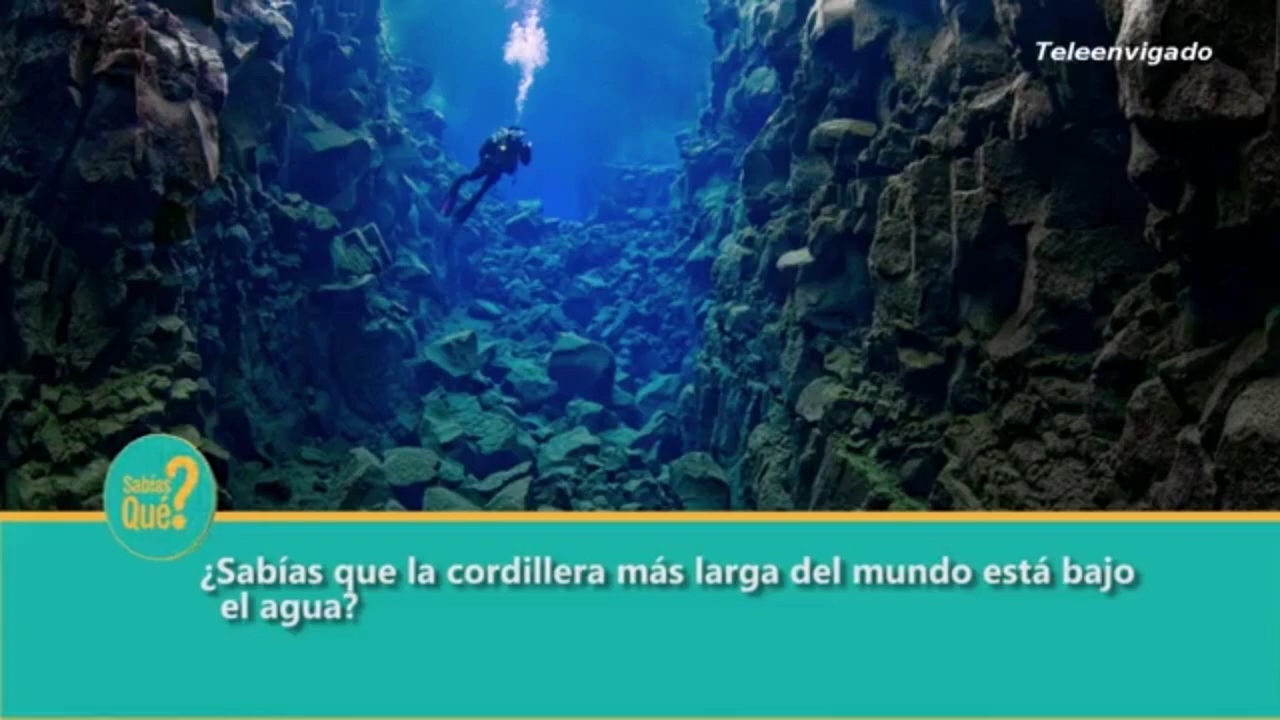 Teleenvigado
Sabías
Qué?
¿Sabías que la cordillera más larga del mundo está bajo
el agua?